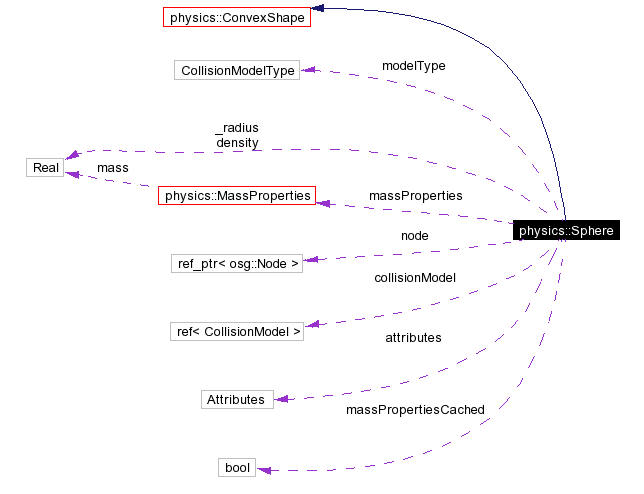 physics::ConvexShape
modelType
CollisionModelType
_radius
density
Real
mass
physics::MassProperties
massProperties
physics::Sphere
node
ref_ptr< osg::Node >
collisionModel
ref< CollisionModel >
attributes
Attributes
massPropertiesCached
bool